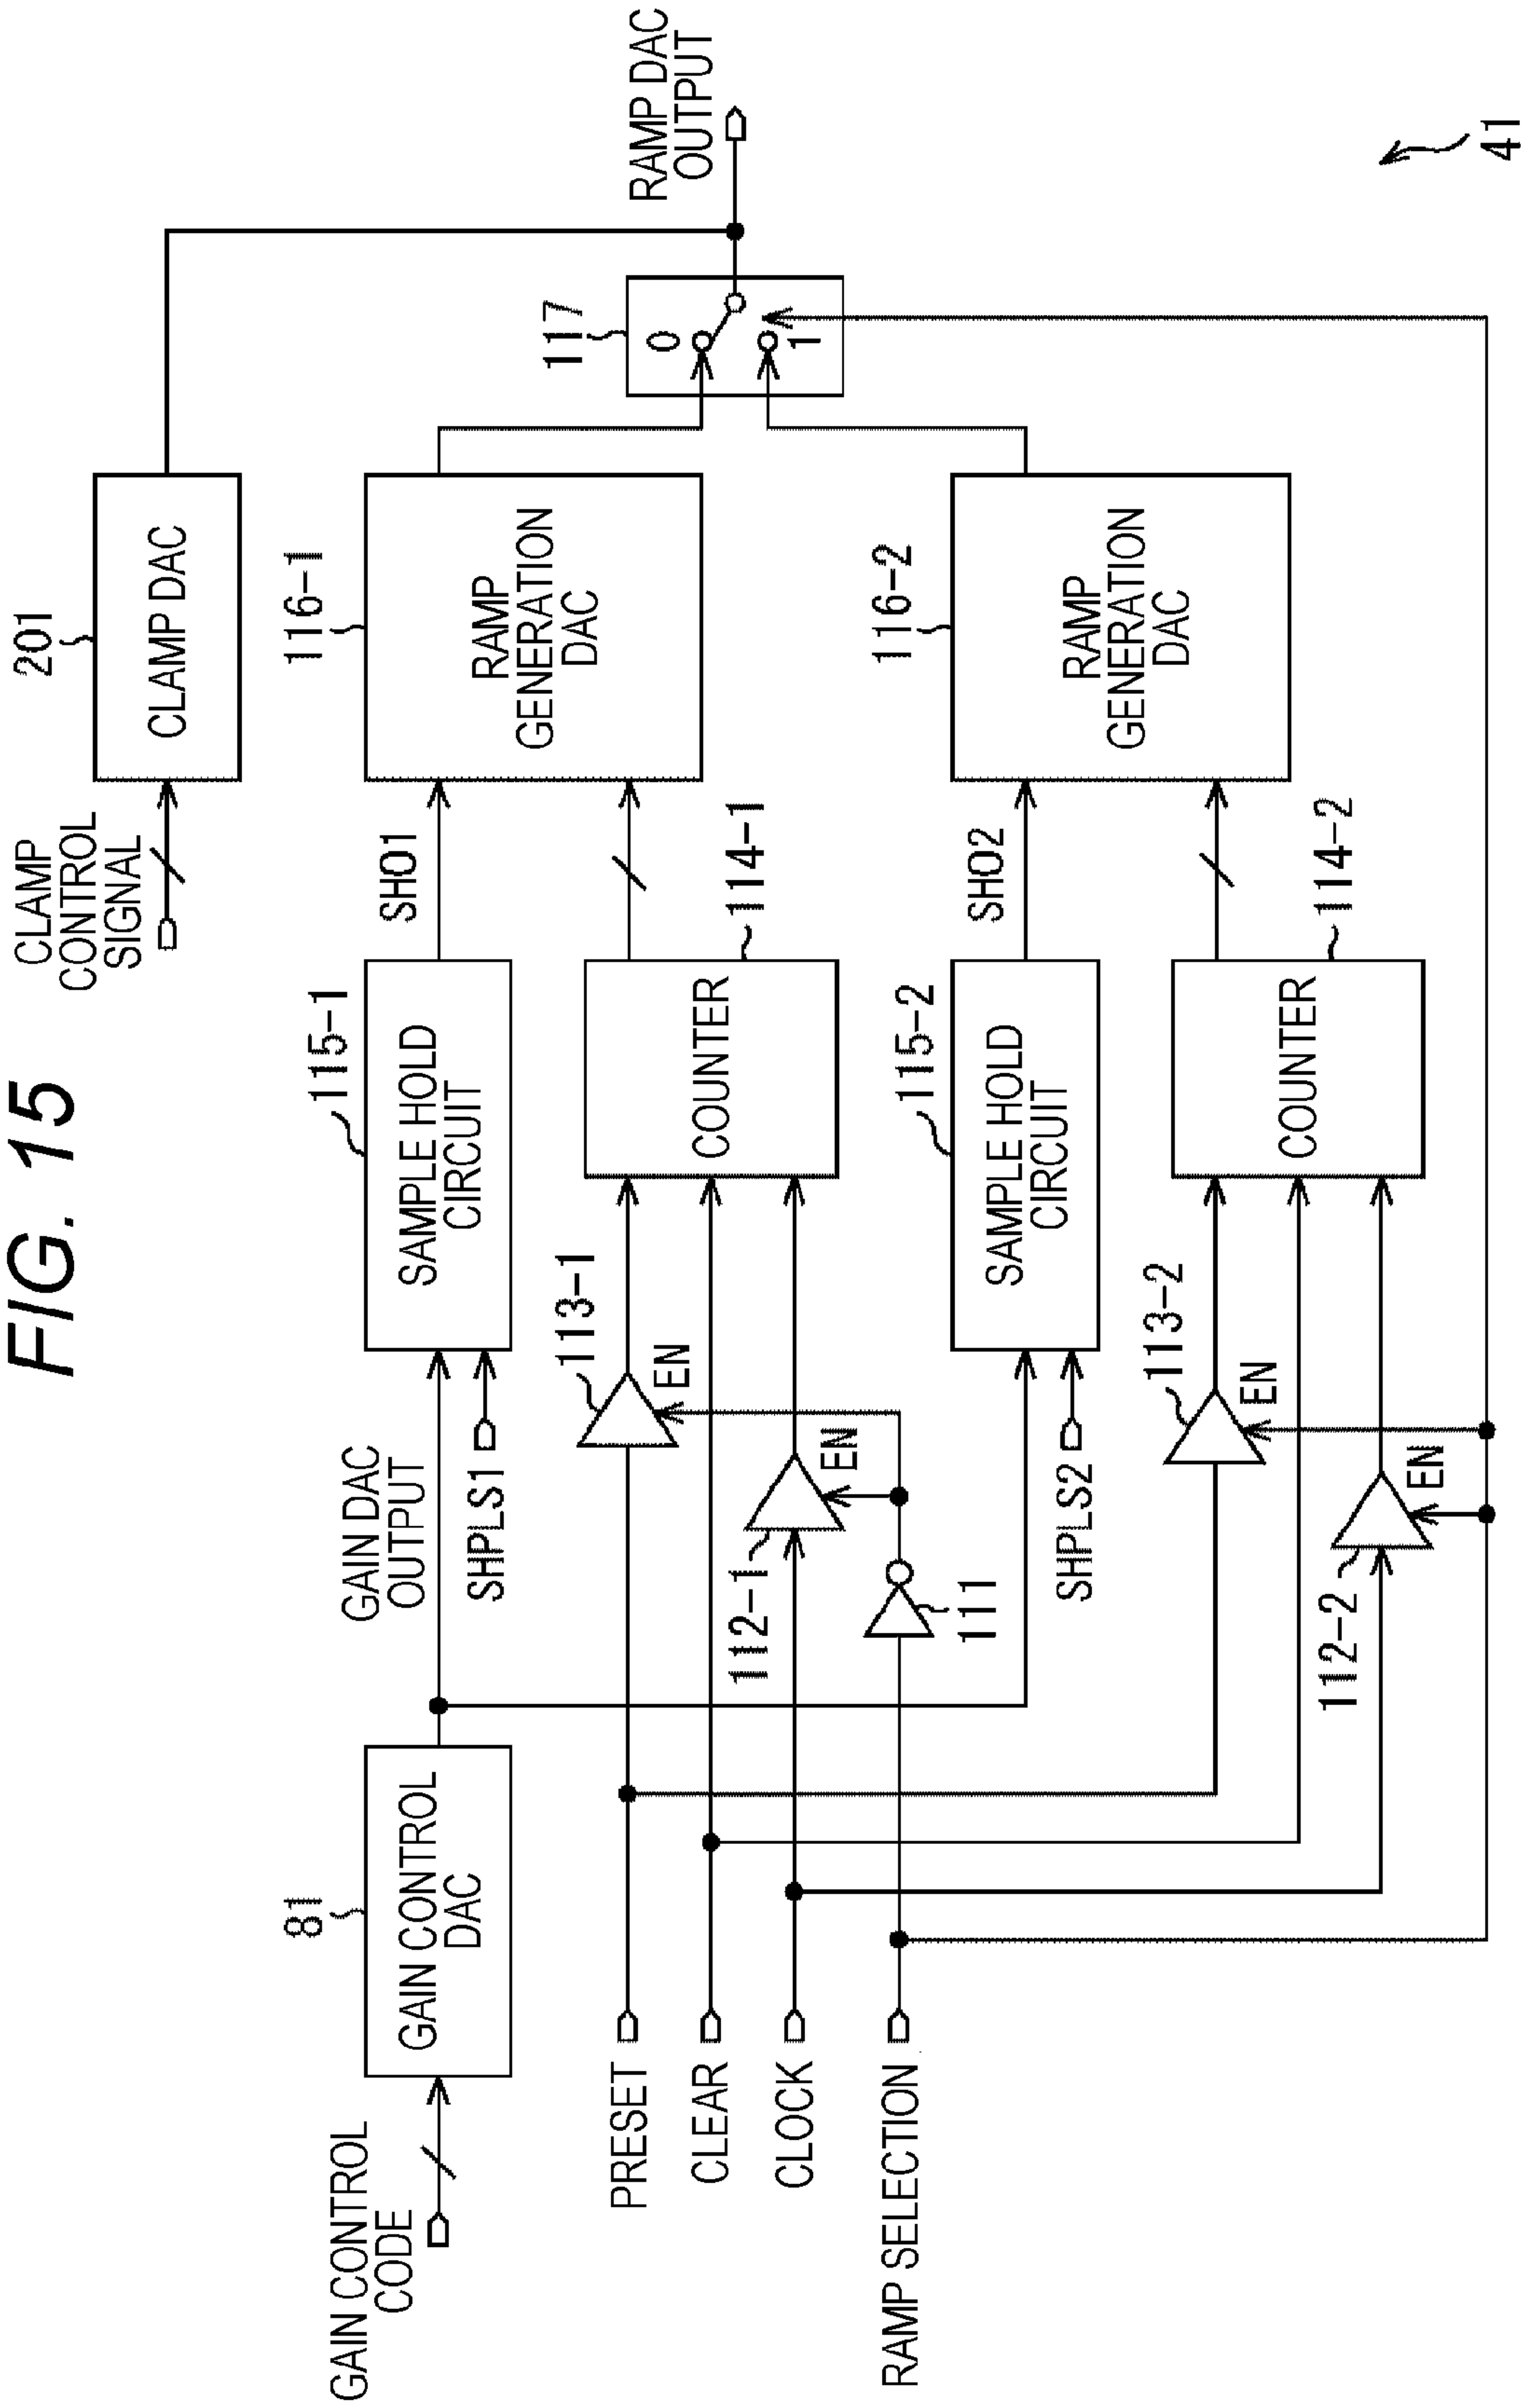 FIG. 15
CLAMP
CONTROL
SIGNAL
201
CLAMP DAC
GAIN CONTROL
CODE
81
GAIN CONTROL
DAC
GAIN DAC
OUTPUT
SHPLS1
115-1
SAMPLE HOLD
CIRCUIT
SHO1
116-1
RAMP
GENERATION
DAC
117
0
1
RAMP DAC
OUTPUT
PRESET
CLEAR
CLOCK
RAMP SELECTION
113-1
EN
112-1
EN
111
COUNTER
114-1
SHPLS2
115-2
SAMPLE HOLD
CIRCUIT
SHO2
116-2
RAMP
GENERATION
DAC
113-2
EN
112-2
EN
COUNTER
114-2
41